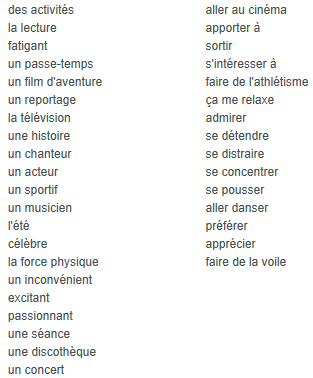 des activités
la lecture
fatigant
un passe-temps
un film d'aventure
un reportage
la télévision
une histoire
un chanteur
un acteur
un sportif
un musicien
l'été
célèbre
la force physique
un inconvénient
excitant
passionnant
une séance
une discothèque
un concert
aller au cinéma
apporter à
sortir
s'intéresser à
faire de l'athlétisme
ça me relaxe
admirer
se détendre
se distraire
se concentrer
se pousser
aller danser
préférer
apprécier
faire de la voile